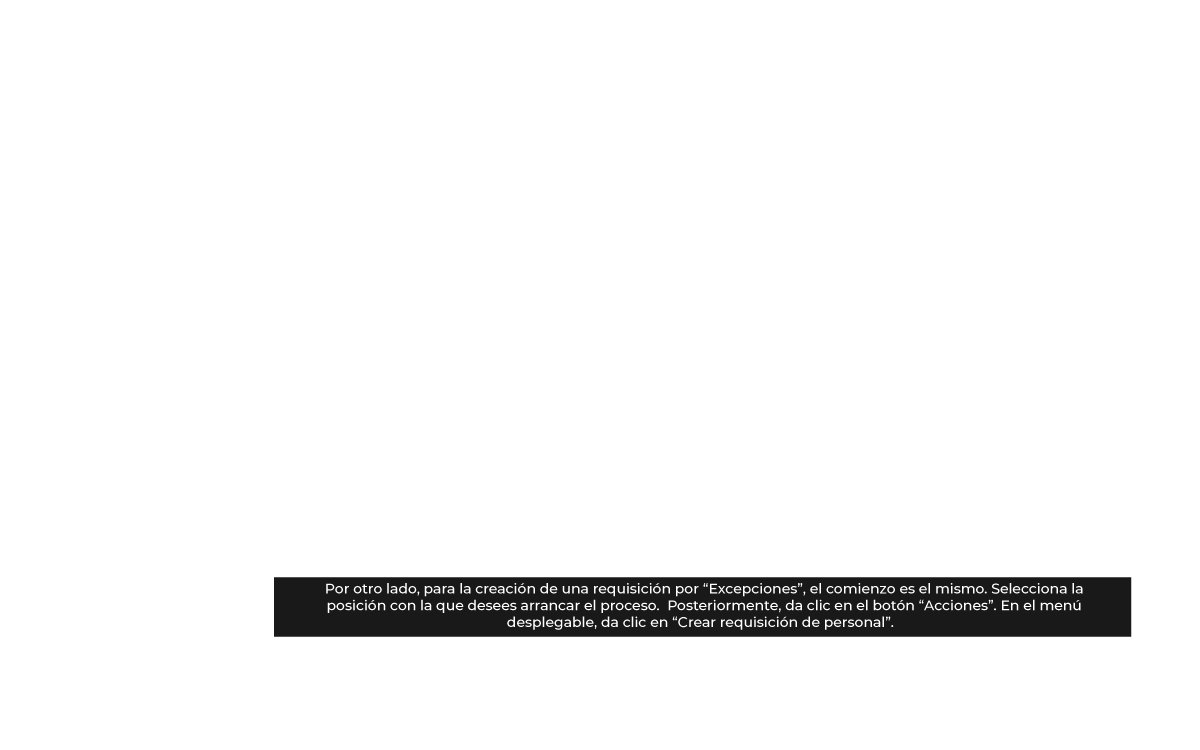 Por otro lado, para la creación de una requisición por “Excepciones”, el comienzo es el mismo. Selecciona la
posición con la que desees arrancar el proceso.  Posteriormente, da clic en el botón “Acciones”. En el menú
desplegable, da clic en “Crear requisición de personal”.